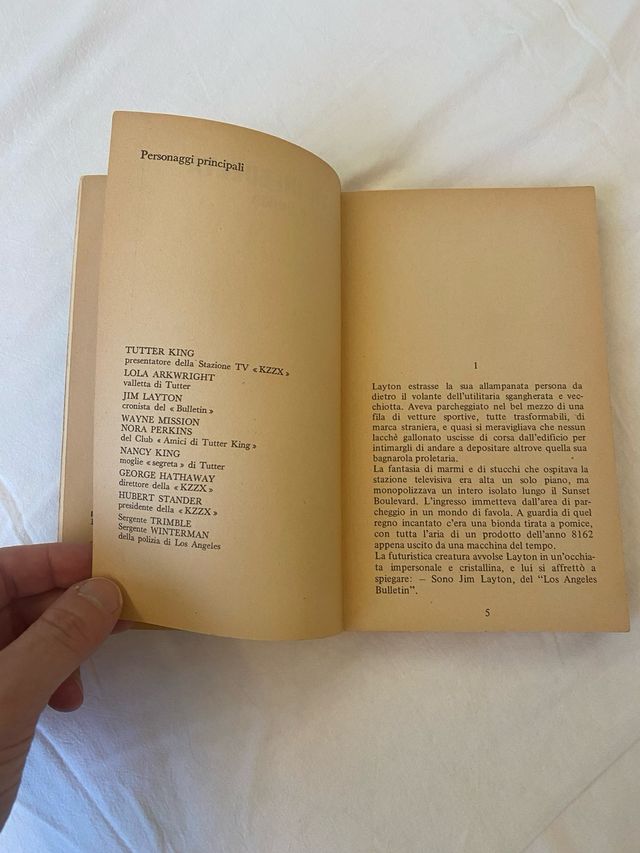 Personaggi principali
TUTTER KING
presentatore della Stazione TV « KZZX »
LOLA ARKWRIGHT
valletta di Tutter
JIM LAYTON
cronista del « Bulletin »
WAYNE MISSION
NORA PERKINS
del Club « Amici di Tutter King »
NANCY KING
moglie « segreta » di Tutter
GEORGE HATHAWAY
direttore della « KZZX »
HUBERT STANDER
presidente della « KZZX »
Sergente TRIMBLE
Sergente WINTERMAN
della polizia di Los Angeles
1
Layton estrasse la sua allampanata persona da
dietro il volante dell'utilitaria sgangherata e vec-
chiotta. Aveva parcheggiato nel bel mezzo di una
fila di vetture sportive, tutte trasformabili, di
marca straniera, e quasi si meravigliava che nessun
lacchè gallonato uscisse di corsa dall'edificio per
intimargli di andare a depositare altrove quella sua
bagnarola proletaria.
La fantasia di marmi e di stucchi che ospitava la
stazione televisiva era alta un solo piano, ma
monopolizzava un intero isolato lungo il Sunset
Boulevard. L'ingresso immetteva dall'area di par-
cheggio in un mondo di favola. A guardia di quel
regno incantato c'era una bionda tirata a pomice,
con tutta l'aria di un prodotto dell'anno 8162
appena uscito da una macchina del tempo.
La futuristica creatura avvolse Layton in un'occhia-
ta impersonale e cristallina, e lui si affrettò a
spiegare: — Sono Jim Layton, del "Los Angeles
Bulletin".
5